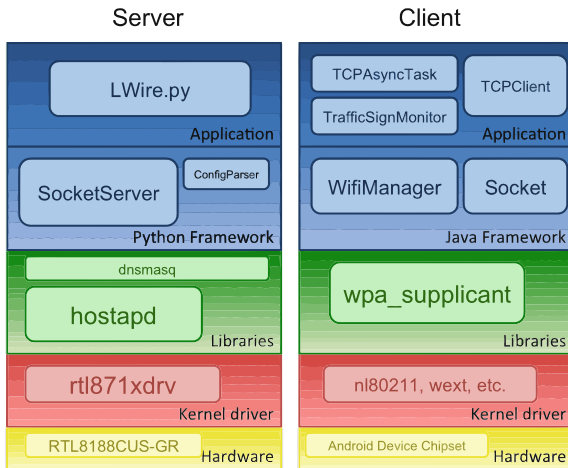 Server
LWire.py
Application
SocketServer
ConfigParser
Python Framework
dnsmasq
hostapd
Libraries
rtl871xdrv
Kernel driver
RTL8188CUS-GR
Hardware
Client
TCPAsyncTask
TCPClient
TrafficSignMonitor
Application
WifiManager
Socket
Java Framework
wpa_supplicant
Libraries
nl80211, wext, etc.
Kernel driver
Android Device Chipset
Hardware